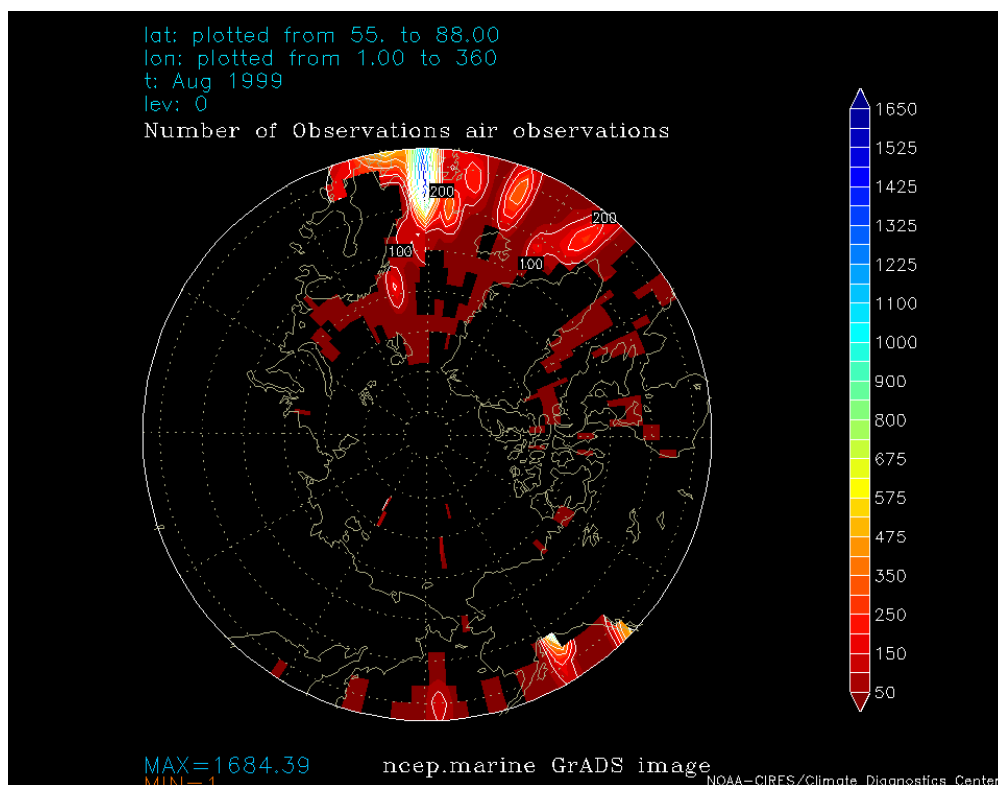 lat: plotted from 55. to 88.00
lon: plotted from 1.00 to 360
t: Aug 1999
lev: 0
Number of Observations air observations
1650
1525
1425
1325
1225
1100
1000
900
800
675
575
475
350
250
150
50
200
200
100
100
MAX=1684.39
ncep.marine GrADS image
MIN=1
NOAA-CIRES/Climate Diagnostics Center